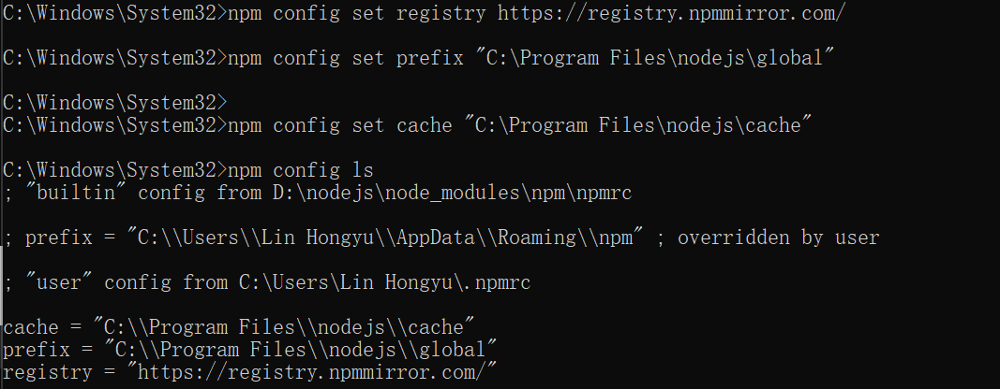 C:\Windows\System32>npm config set registry https://registry.npmmirror.com/
C:\Windows\System32>npm config set prefix "C:\Program Files\nodejs\global"
C:\Windows\System32>
C:\Windows\System32>npm config set cache "C:\Program Files\nodejs\cache"
C:\Windows\System32>npm config ls
; "builtin" config from D:\nodejs\node_modules\npm\npmrc
; prefix = "C:\\Users\\Lin Hongyu\\AppData\\Roaming\\npm" ; overridden by user
; "user" config from C:\Users\Lin Hongyu\.npmrc
cache = "C:\\Program Files\\nodejs\\cache"
prefix = "C:\\Program Files\\nodejs\\global"
registry = "https://registry.npmmirror.com/"